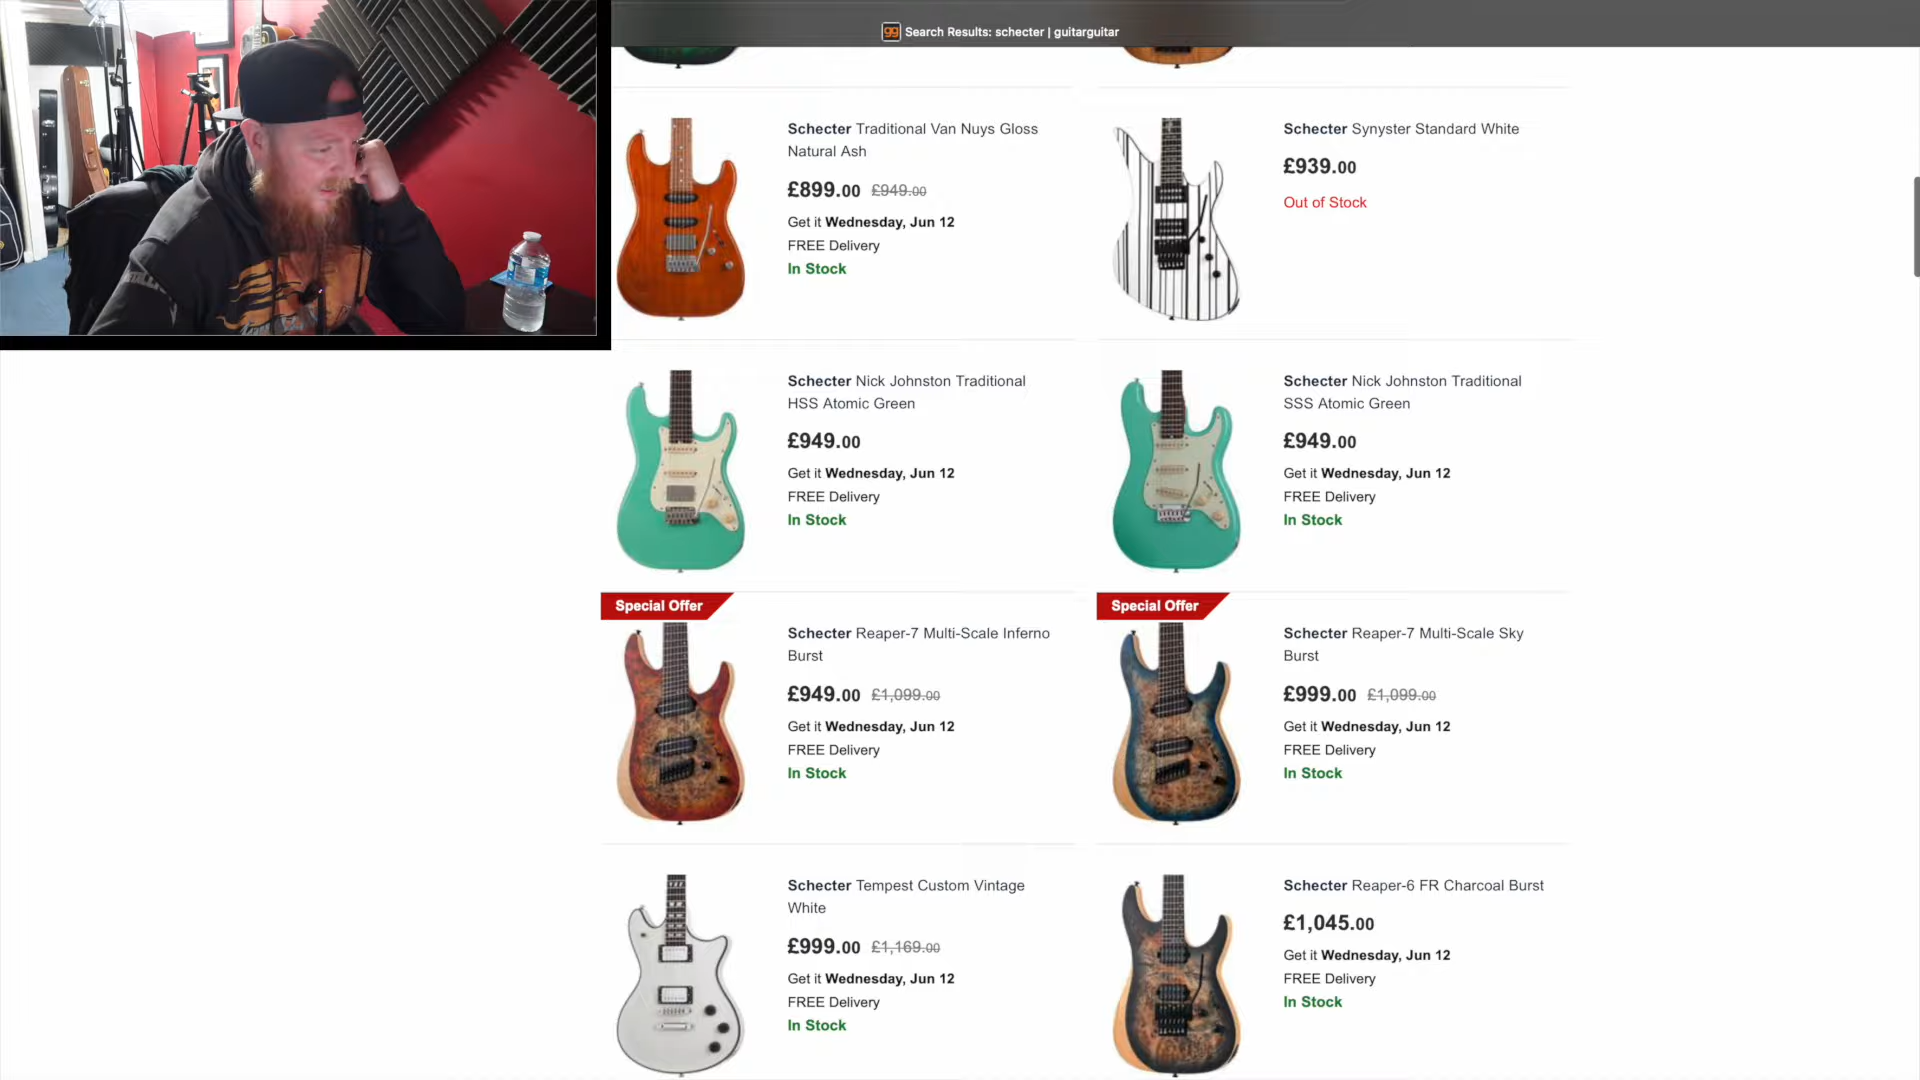 gg Search Results: schecter | guitarguitar
Schecter Traditional Van Nuys Gloss
Natural Ash
£899.00 £949.00
Get it Wednesday, Jun 12
FREE Delivery
In Stock
Schecter Synyster Standard White
£939.00
Out of Stock
Schecter Nick Johnston Traditional
HSS Atomic Green
£949.00
Get it Wednesday, Jun 12
FREE Delivery
In Stock
Schecter Nick Johnston Traditional
SSS Atomic Green
£949.00
Get it Wednesday, Jun 12
FREE Delivery
In Stock
Special Offer
Schecter Reaper-7 Multi-Scale Inferno
Burst
£949.00 £1,099.00
Get it Wednesday, Jun 12
FREE Delivery
In Stock
Special Offer
Schecter Reaper-7 Multi-Scale Sky
Burst
£999.00 £1,099.00
Get it Wednesday, Jun 12
FREE Delivery
In Stock
Schecter Tempest Custom Vintage
White
£999.00 £1,169.00
Get it Wednesday, Jun 12
FREE Delivery
In Stock
Schecter Reaper-6 FR Charcoal Burst
£1,045.00
Get it Wednesday, Jun 12
FREE Delivery
In Stock